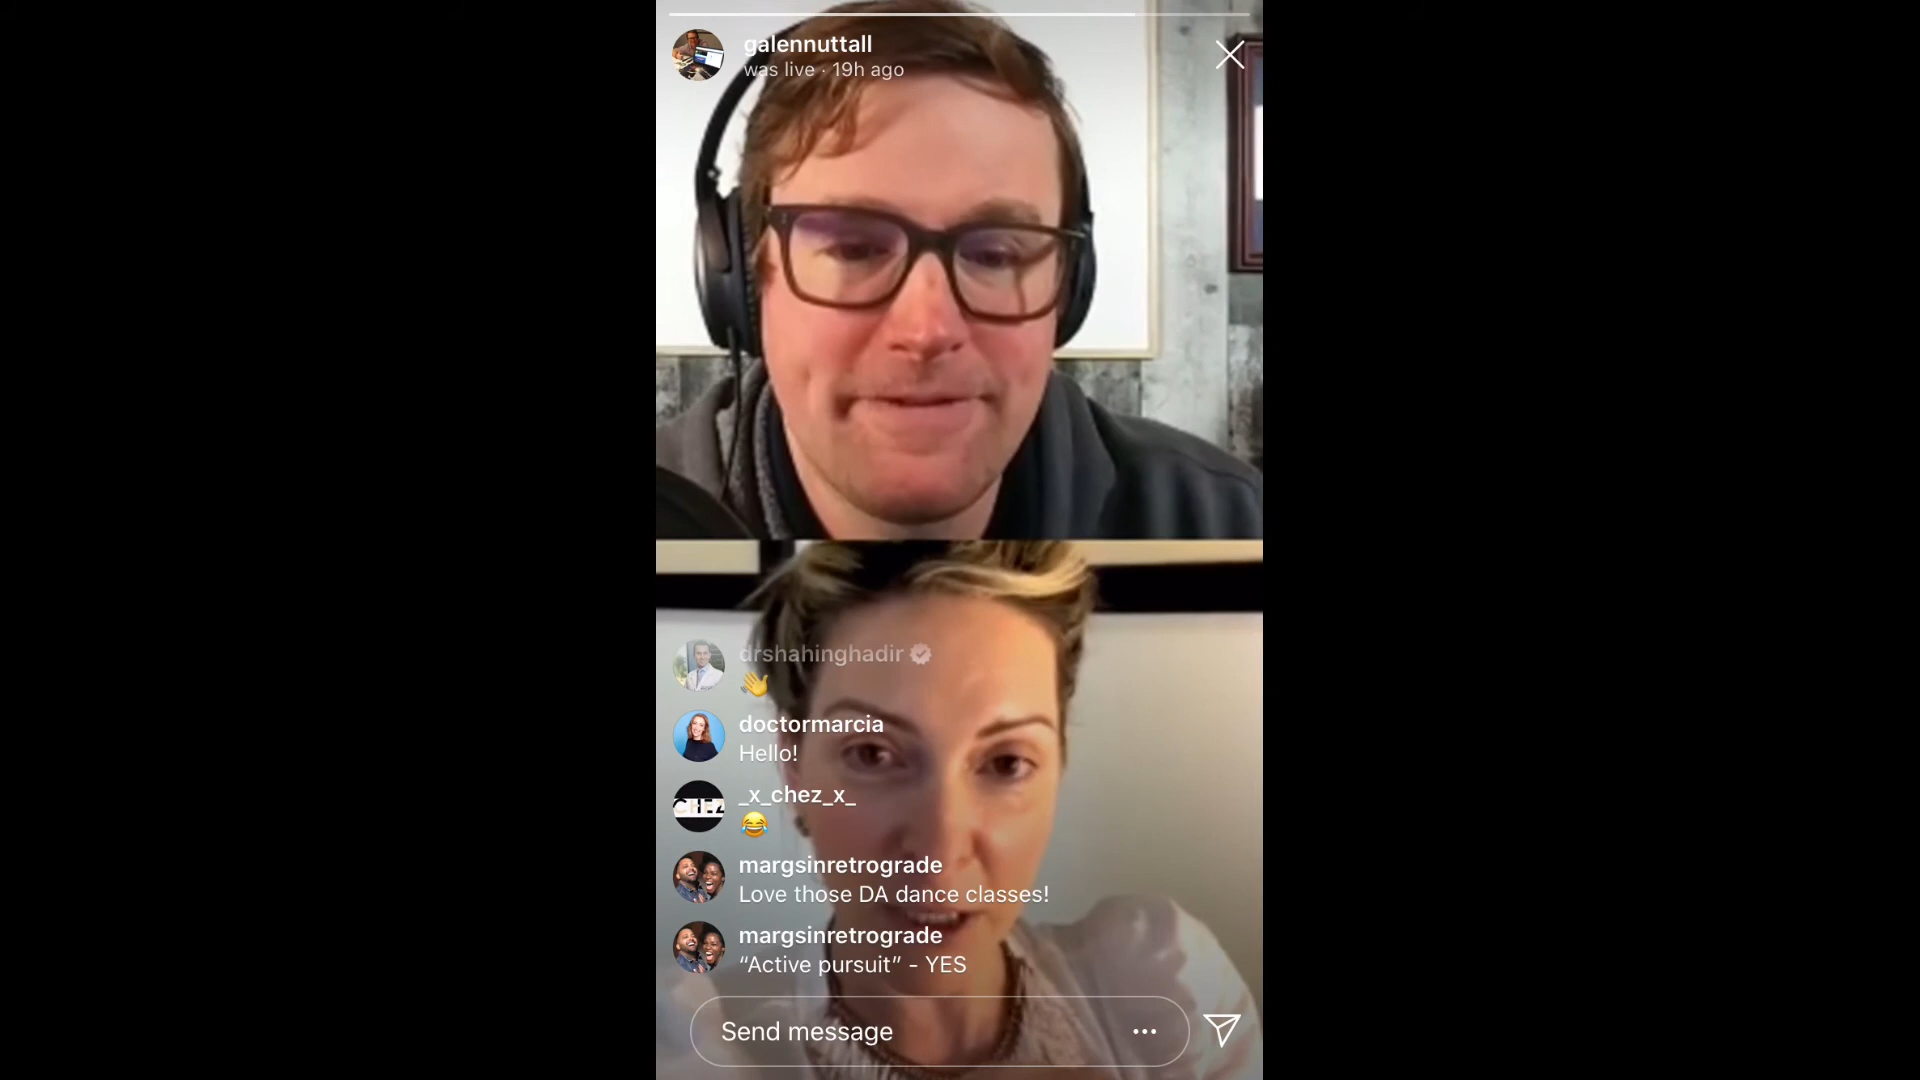 galennuttall
was live · 19h ago
drshahinghadir
👋
doctormarcia
Hello!
_x_chez_x_
😂
CHEZ
margsinretrograde
Love those DA dance classes!
margsinretrograde
“Active pursuit” - YES
Send message